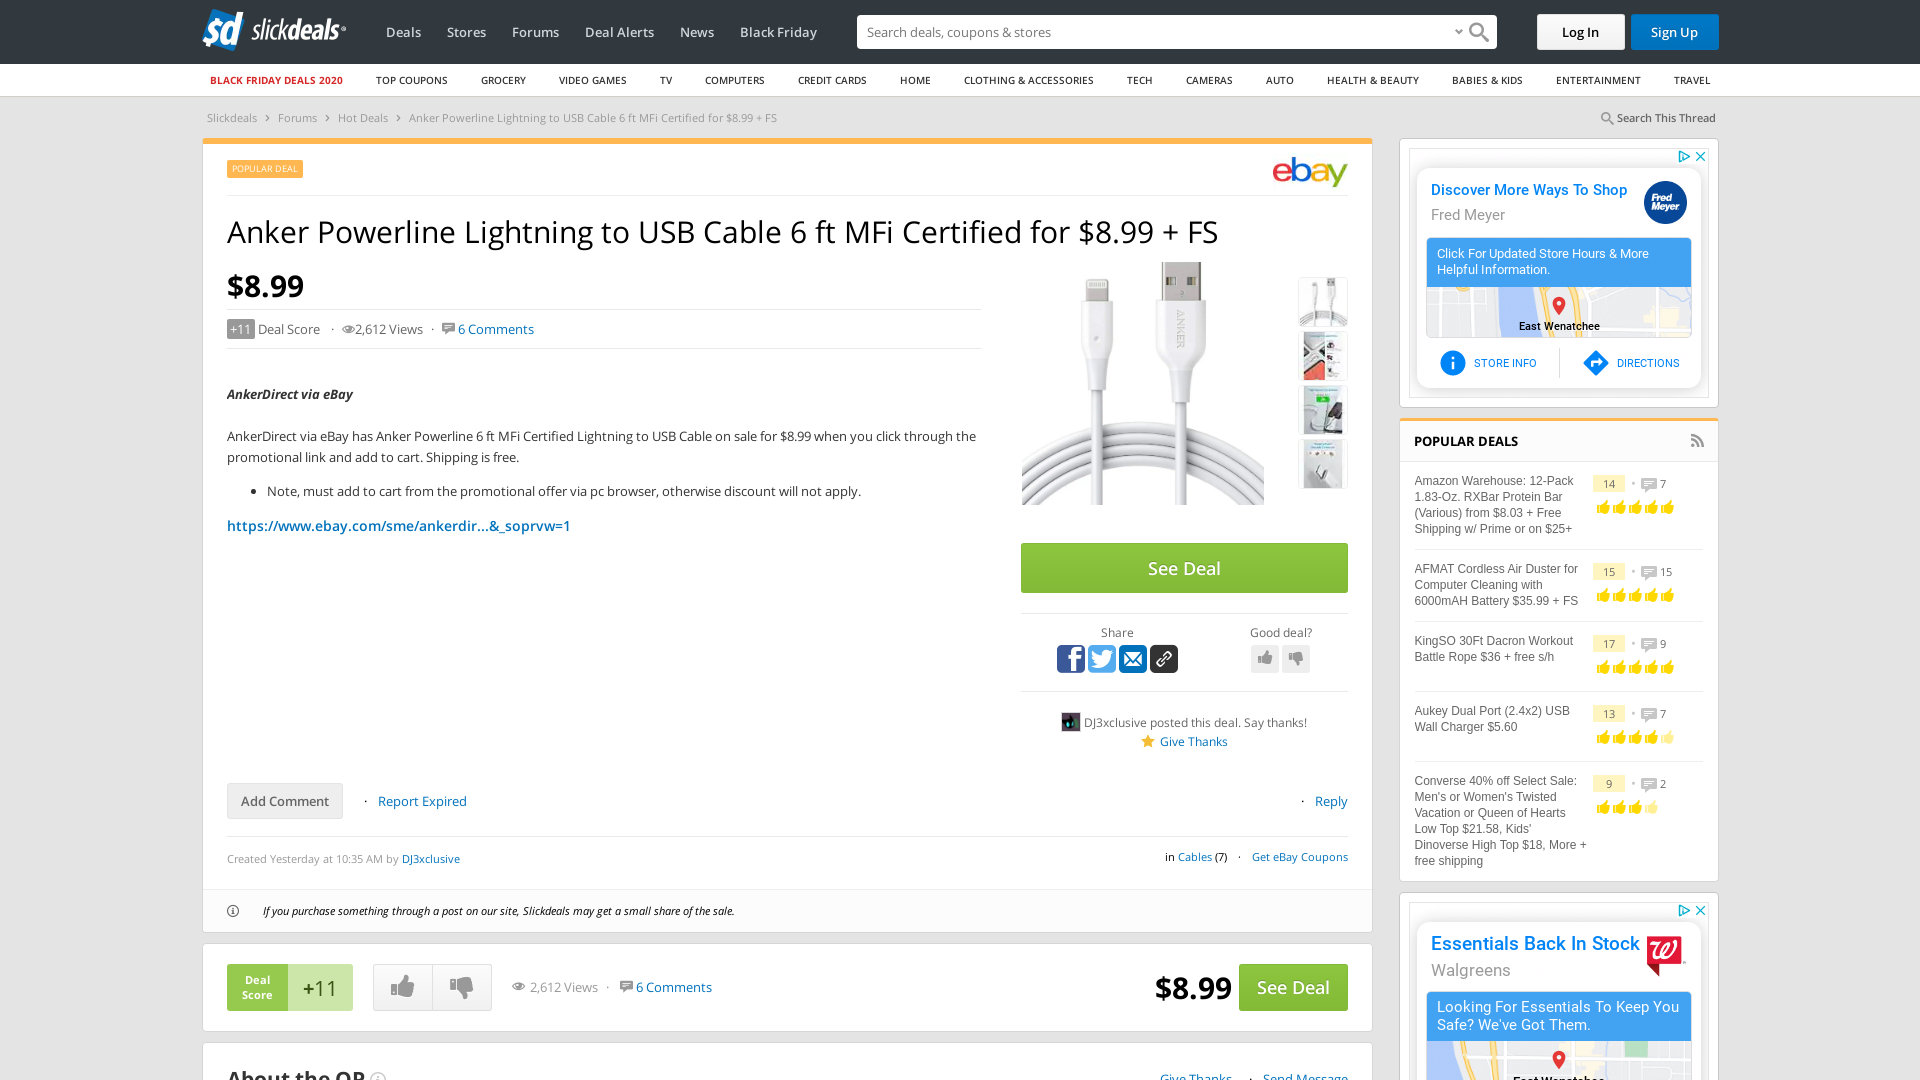 slickdeals
Deals
Stores
Forums
Deal Alerts
News
Black Friday
Search deals, coupons & stores
Log In
Sign Up
BLACK FRIDAY DEALS 2020
TOP COUPONS
GROCERY
VIDEO GAMES
TV
COMPUTERS
CREDIT CARDS
HOME
CLOTHING & ACCESSORIES
TECH
CAMERAS
AUTO
HEALTH & BEAUTY
BABIES & KIDS
ENTERTAINMENT
TRAVEL
Slickdeals › Forums › Hot Deals › Anker Powerline Lightning to USB Cable 6 ft MFi Certified for $8.99 + FS
Search This Thread
POPULAR DEAL
ebay
Anker Powerline Lightning to USB Cable 6 ft MFi Certified for $8.99 + FS
$8.99
+11 Deal Score · 2,612 Views · 6 Comments
AnkerDirect via eBay
AnkerDirect via eBay has Anker Powerline 6 ft MFi Certified Lightning to USB Cable on sale for $8.99 when you click through the
promotional link and add to cart. Shipping is free.
• Note, must add to cart from the promotional offer via pc browser, otherwise discount will not apply.
https://www.ebay.com/sme/ankerdir...&_soprvw=1
ANKER
See Deal
Share
Good deal?
DJ3xclusive posted this deal. Say thanks!
Give Thanks
Add Comment
· Report Expired
· Reply
Created Yesterday at 10:35 AM by DJ3xclusive
in Cables (7) · Get eBay Coupons
If you purchase something through a post on our site, Slickdeals may get a small share of the sale.
Deal
Score
+11
2,612 Views · 6 Comments
$8.99
See Deal
About the OP
Give Thanks · Send Message
Discover More Ways To Shop
Fred Meyer
Fred
Meyer
Click For Updated Store Hours & More
Helpful Information.
East Wenatchee
STORE INFO
DIRECTIONS
POPULAR DEALS
Amazon Warehouse: 12-Pack
1.83-Oz. RXBar Protein Bar
(Various) from $8.03 + Free
Shipping w/ Prime or on $25+
14 • 7
AFMAT Cordless Air Duster for
Computer Cleaning with
6000mAH Battery $35.99 + FS
15 • 15
KingSO 30Ft Dacron Workout
Battle Rope $36 + free s/h
17 • 9
Aukey Dual Port (2.4x2) USB
Wall Charger $5.60
13 • 7
Converse 40% off Select Sale:
Men's or Women's Twisted
Vacation or Queen of Hearts
Low Top $21.58, Kids'
Dinoverse High Top $18, More +
free shipping
9 • 2
Essentials Back In Stock
Walgreens
Looking For Essentials To Keep You
Safe? We've Got Them.
East Wenatchee